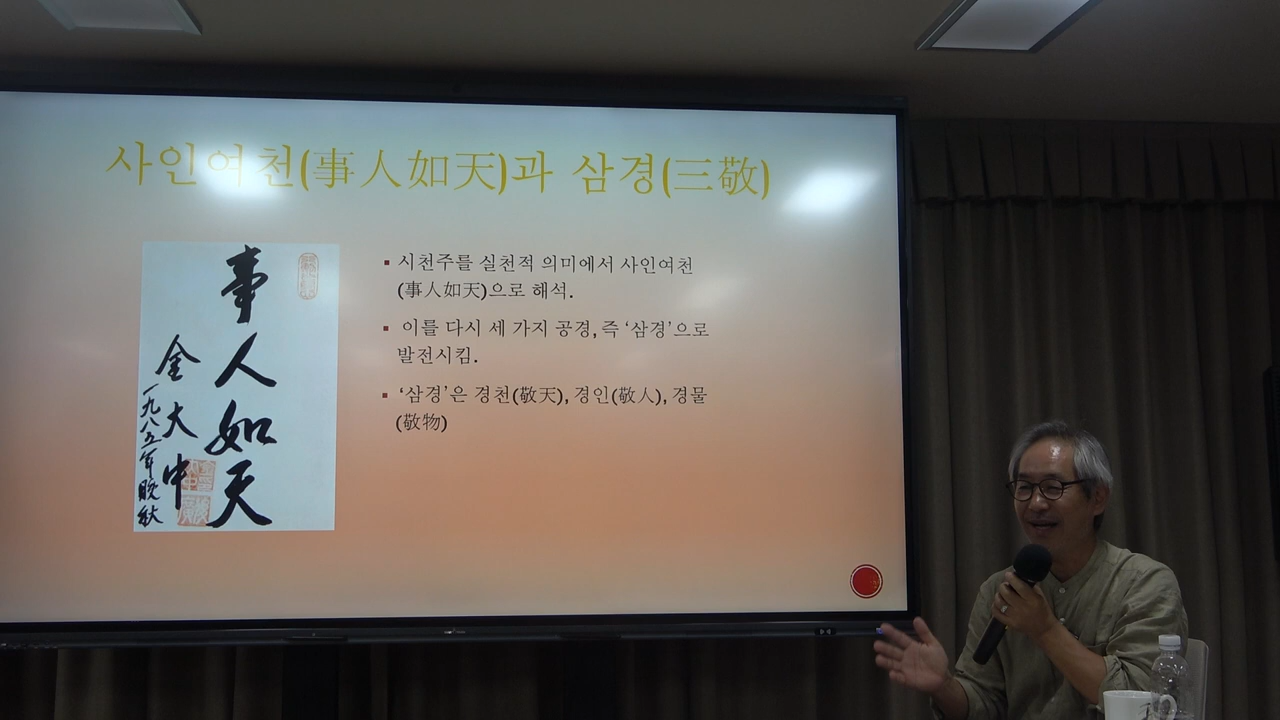 사인여천(事人如天)과 삼경(三敬)
事人如天
金大中
一九八五年晩秋
▪ 시천주를 실천적 의미에서 사인여천
(事人如天)으로 해석.
▪ 이를 다시 세 가지 공경, 즉 ‘삼경’으로
발전시킴.
▪ ‘삼경’은 경천(敬天), 경인(敬人), 경물
(敬物)